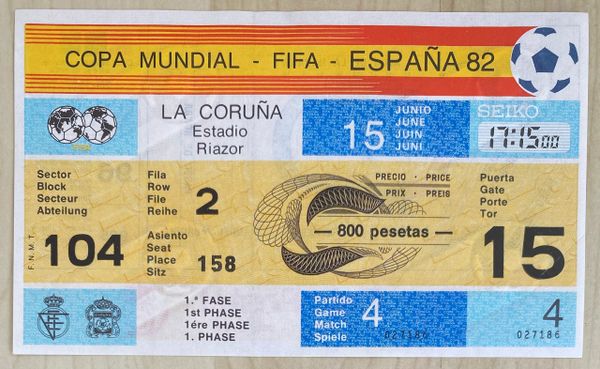 COPA MUNDIAL - FIFA - ESPAÑA 82
LA CORUÑA
Estadio
Riazor
15
JUNIO
JUNE
JUIN
JUNI
SEIKO
17:15 00
Sector
Block
Secteur
Abteilung
104
F.N.M.T.
Fila
Row
File
Reihe
2
Asiento
Seat
Place
Sitz
158
PRECIO - PRICE
PRIX - PREIS
800 pesetas
Puerta
Gate
Porte
Tor
15
1.ª FASE
1st PHASE
1ére PHASE
1. PHASE
Partido
Game
Match
Spiele
4
027186
4
027186